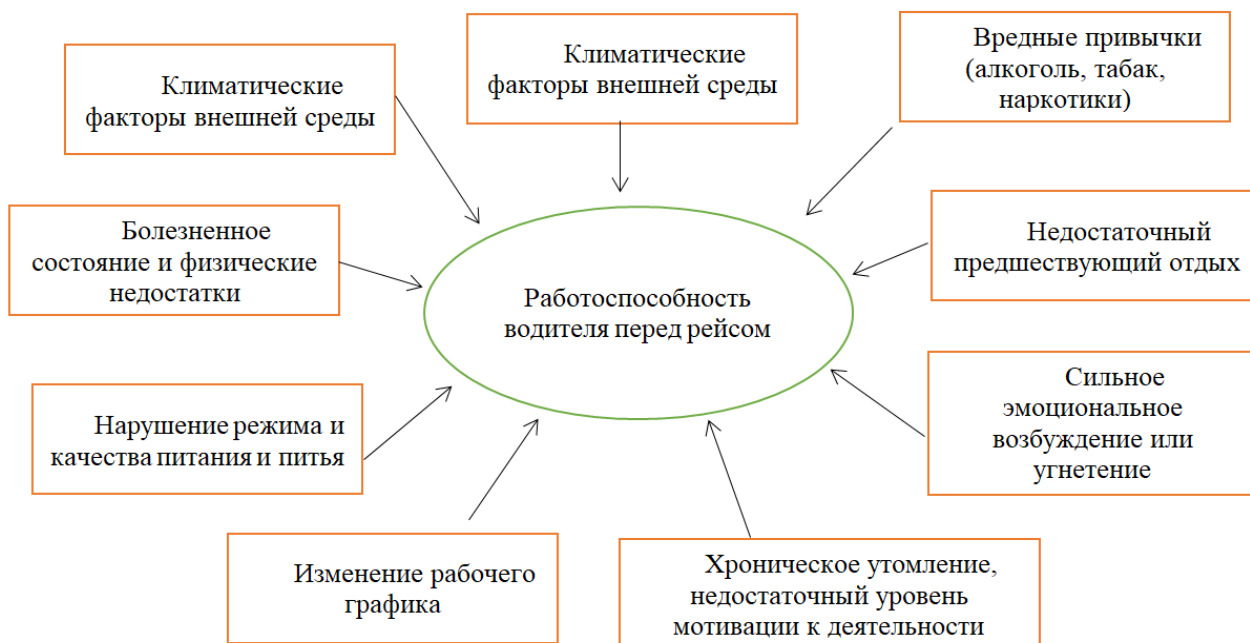 Климатические
факторы внешней среды
Климатические
факторы внешней среды
Вредные привычки
(алкоголь, табак,
наркотики)
Болезненное
состояние и физические
недостатки
Недостаточный
предшествующий отдых
Работоспособность
водителя перед рейсом
Нарушение режима и
качества питания и питья
Сильное
эмоциональное
возбуждение или
угнетение
Изменение рабочего
графика
Хроническое утомление,
недостаточный уровень
мотивации к деятельности